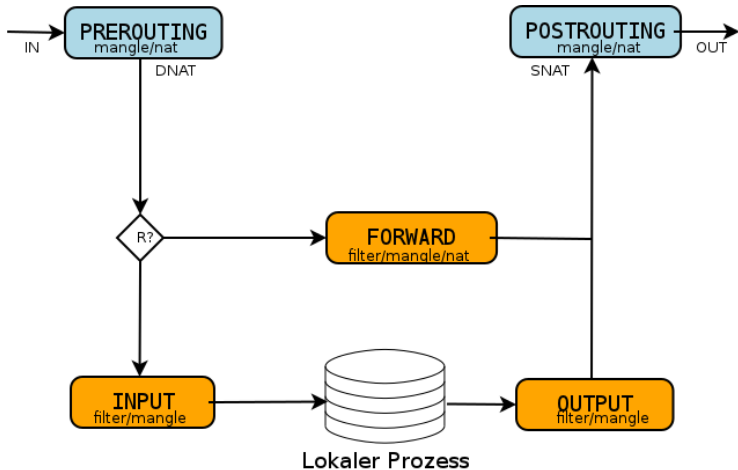 PREROUTING
mangle/nat
IN
DNAT
POSTROUTING
mangle/nat
OUT
SNAT
R?
FORWARD
filter/mangle/nat
INPUT
filter/mangle
OUTPUT
filter/mangle
Lokaler Prozess